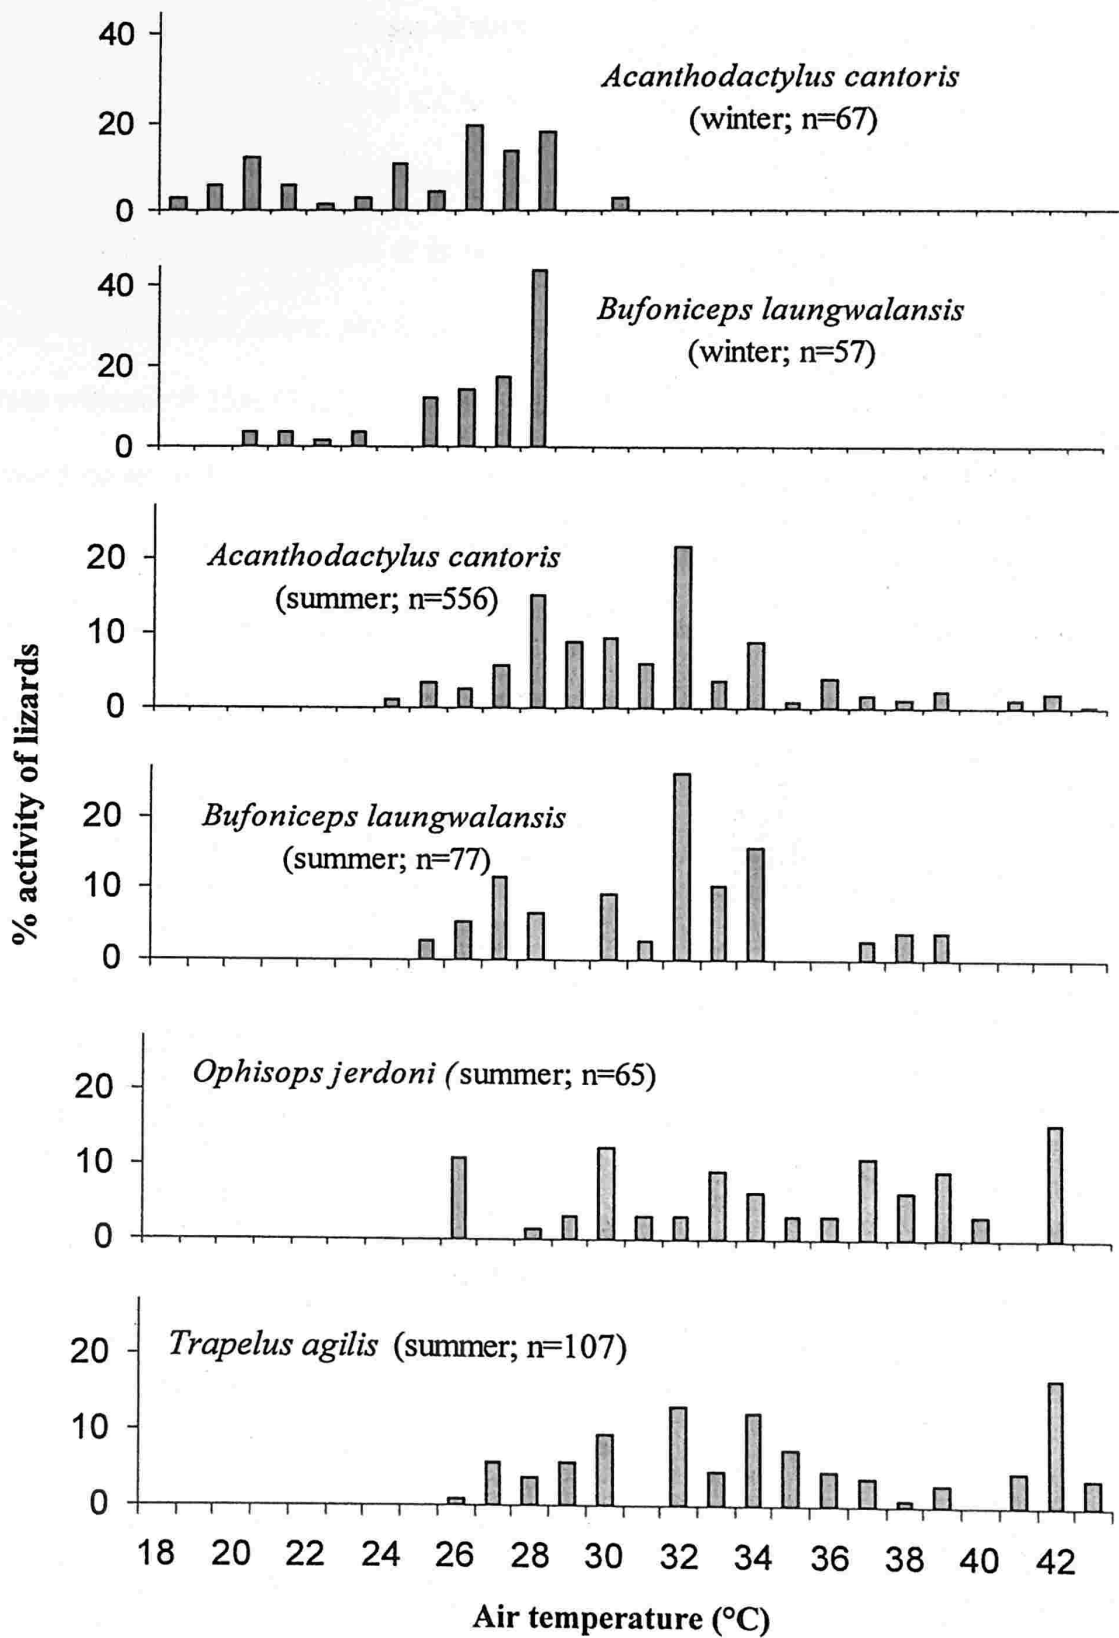 40
20
0
Acanthodactylus cantoris
(winter; n=67)
40
20
0
Bufoniceps laungwalansis
(winter; n=57)
20
10
0
Acanthodactylus cantoris
(summer; n=556)
20
10
0
Bufoniceps laungwalansis
(summer; n=77)
20
10
0
Ophisops jerdoni (summer; n=65)
20
10
0
Trapelus agilis (summer; n=107)
18 20 22 24 26 28 30 32 34 36 38 40 42
Air temperature (°C)
% activity of lizards